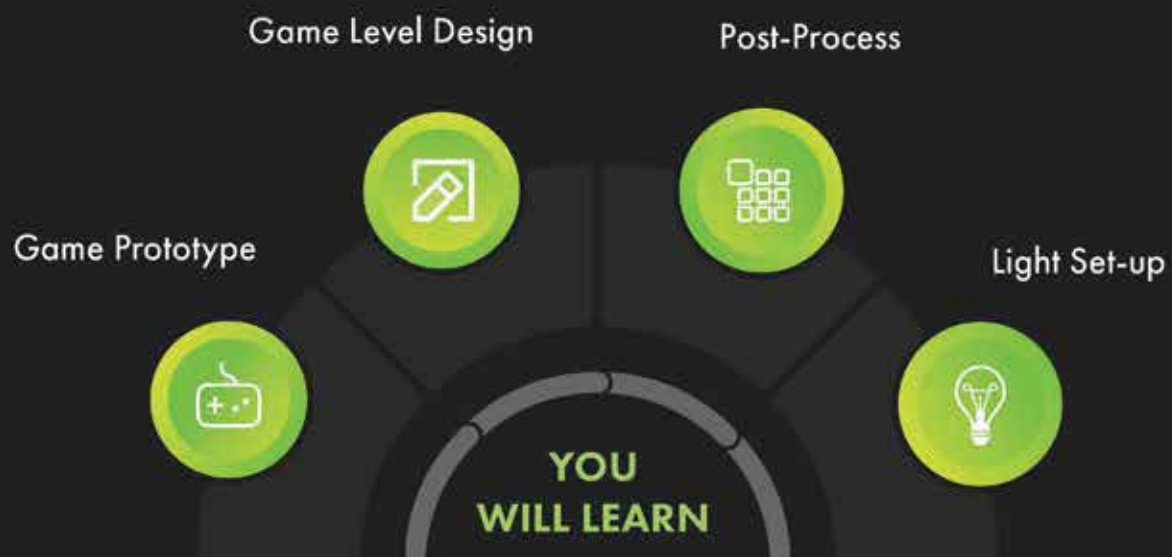 Game Level Design
Post-Process
Game Prototype
Light Set-up
YOU
WILL LEARN